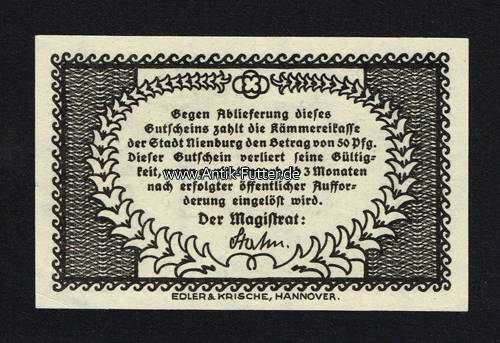 Gegen Ablieferung dieses
Gutscheins zahlt die Kämmereikasse
der Stadt Nienburg den Betrag von 50 Pfg.
Dieser Gutschein verliert seine Gültig-
keit, 3 Monaten
www.Antik-Futter.de
nach erfolgter öffentlicher Auffor-
derung eingelöst wird.
Der Magistrat:
EDLER & KRISCHE, HANNOVER.